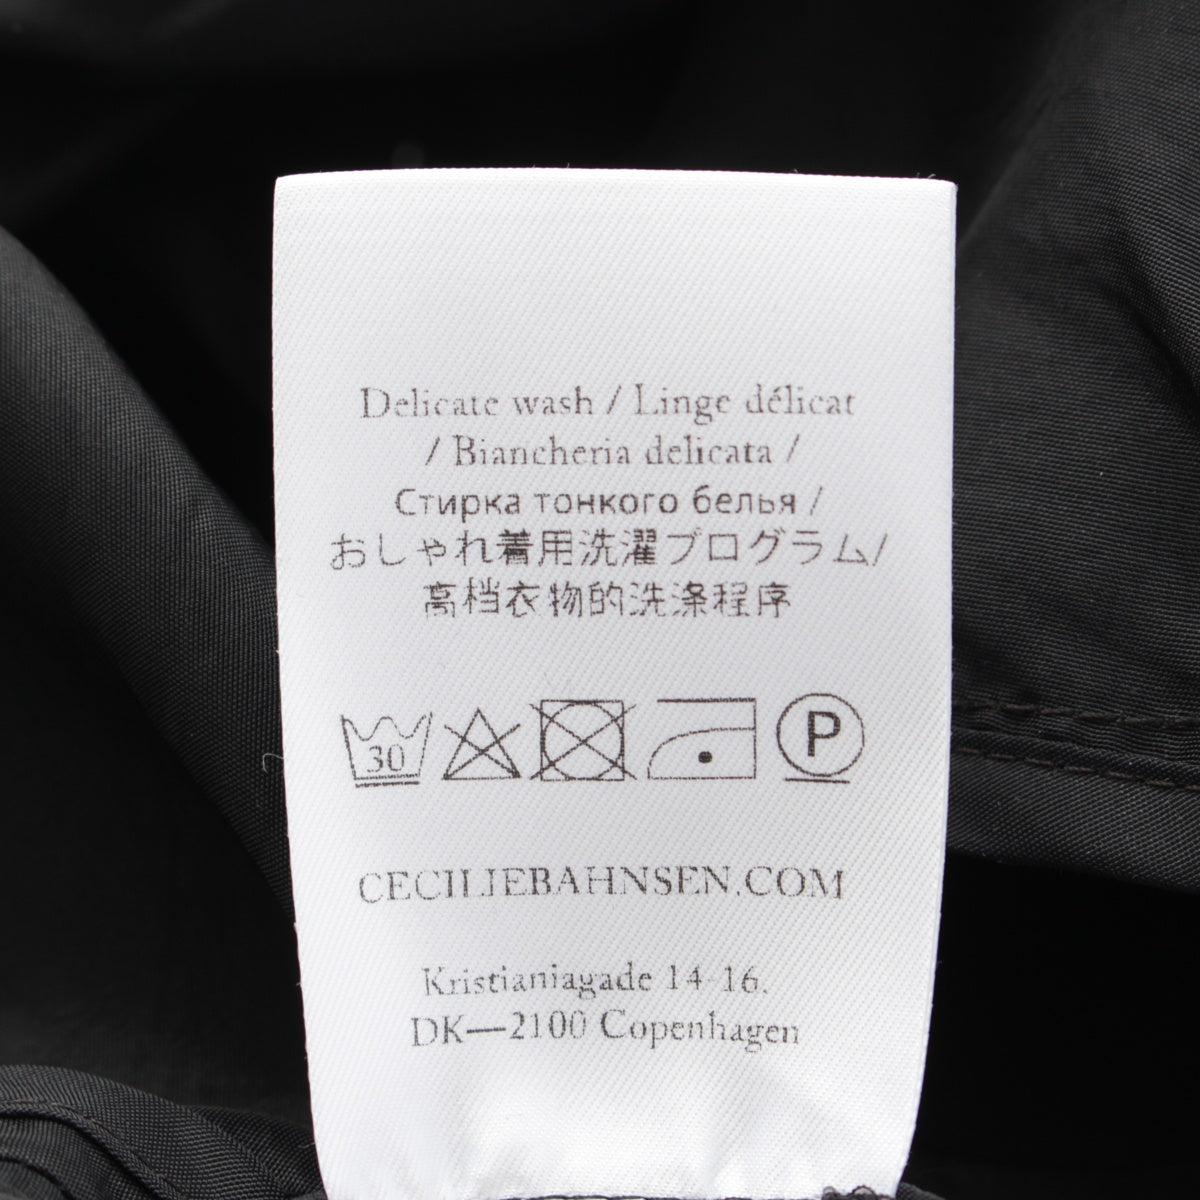 Delicate wash / Linge délicat
/ Biancheria delicata /
Стирка тонкого белья /
おしゃれ着用洗濯プログラム/
高档衣物的洗涤程序
30 P
CECILIEBAHNSEN.COM
Kristianiagade 14-16.
DK—2100 Copenhagen